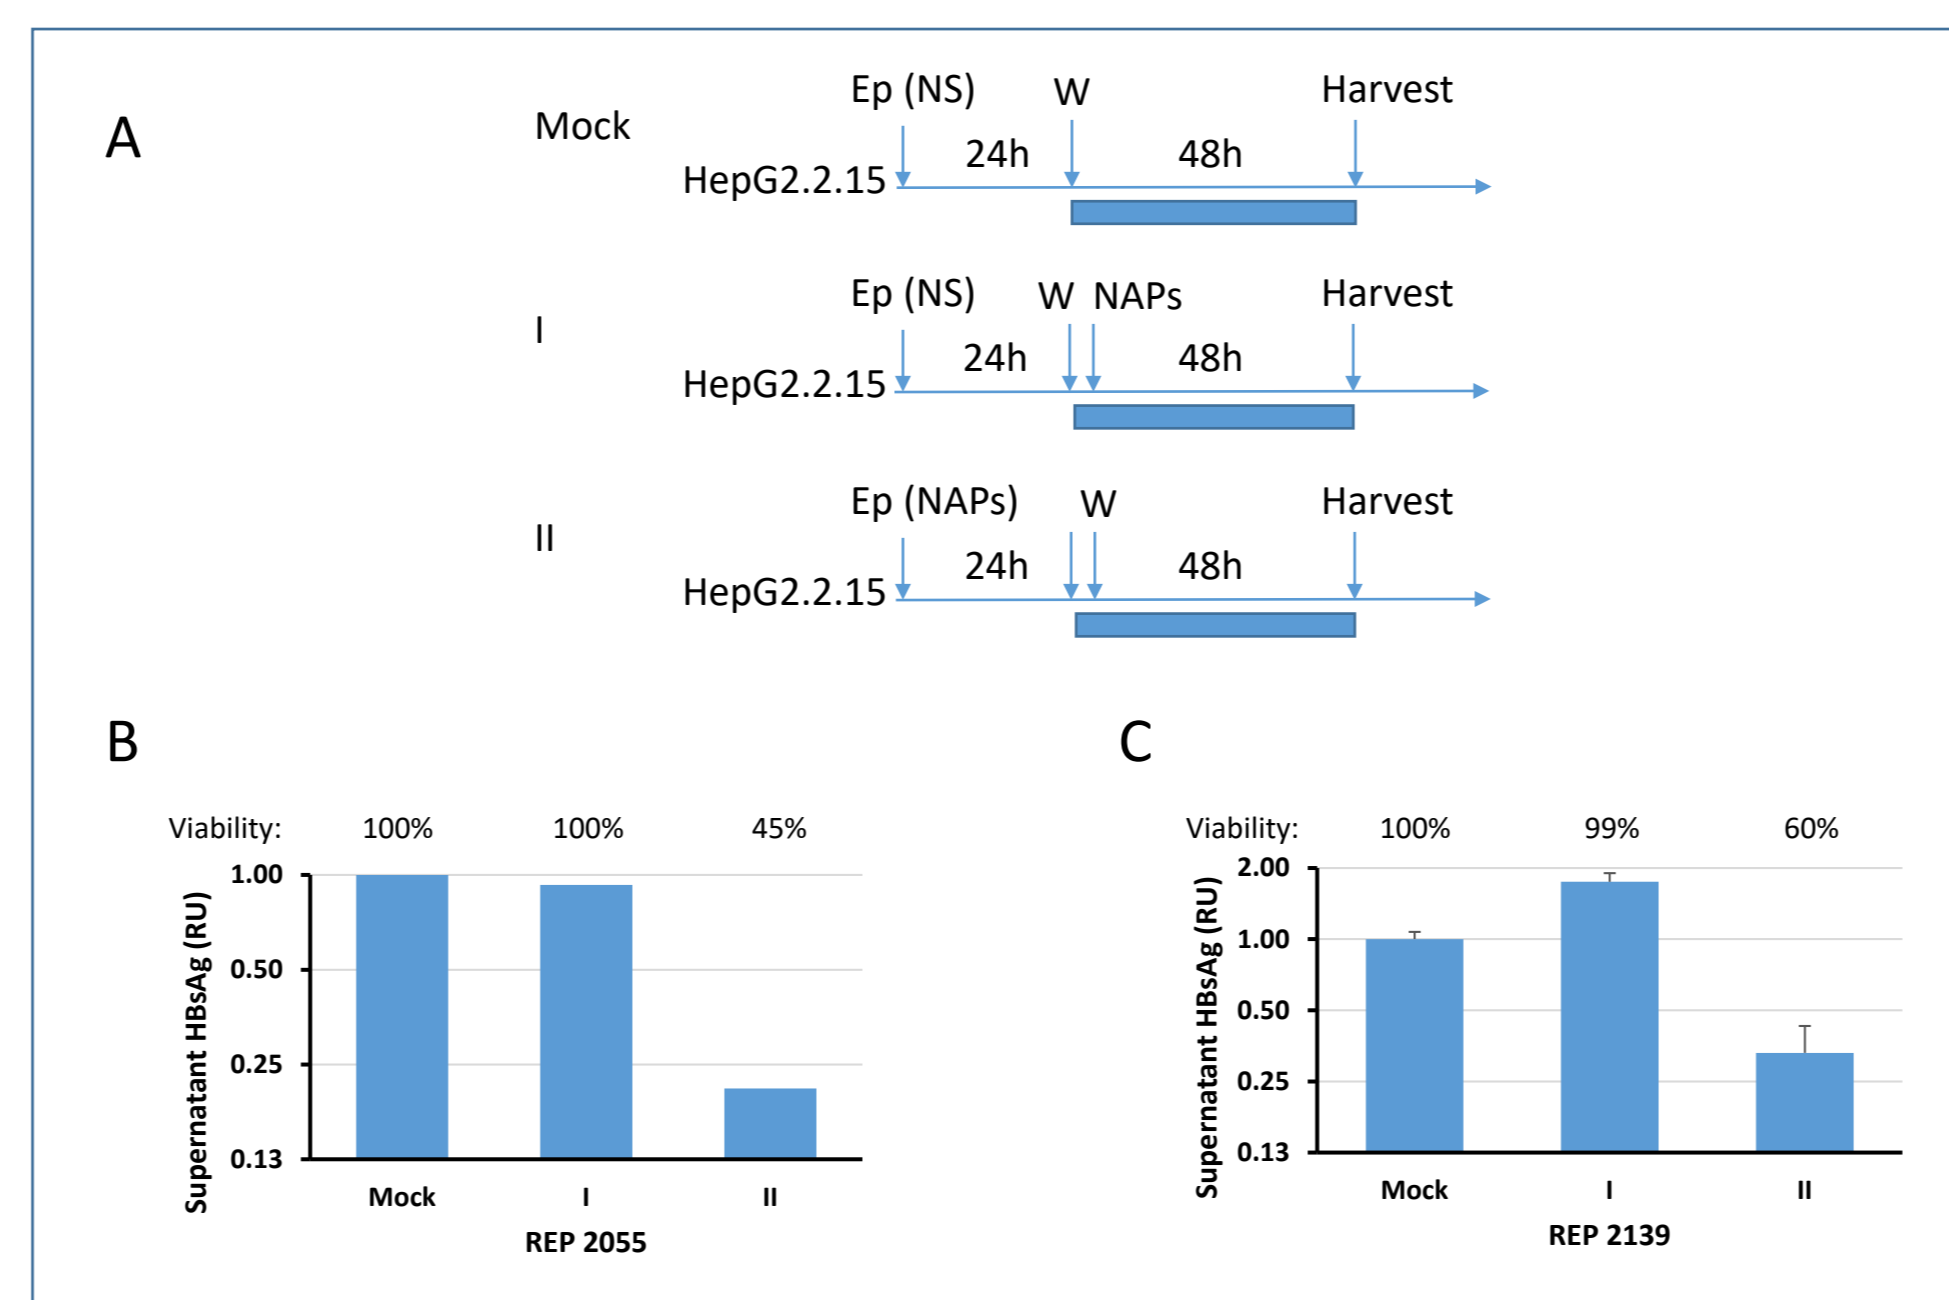 A
Mock
Ep (NS) W Harvest
24h 48h
HepG2.2.15
I
Ep (NS) W NAPs Harvest
24h 48h
HepG2.2.15
II
Ep (NAPs) W Harvest
24h 48h
HepG2.2.15
B
Viability: 100% 100% 45%
Supernatant HBsAg (RU)
1.00
0.50
0.25
0.13
Mock I II
REP 2055
C
Viability: 100% 99% 60%
Supernatant HBsAg (RU)
2.00
1.00
0.50
0.25
0.13
Mock I II
REP 2139